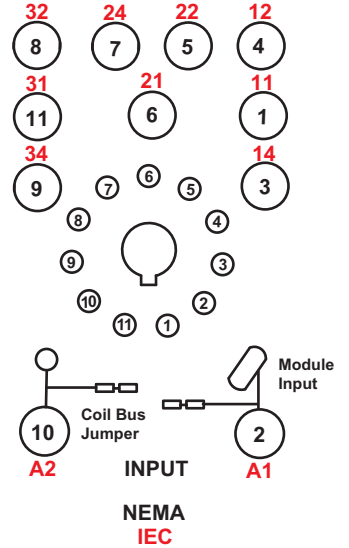 32 24 22 12
8 7 5 4
31 21 11
11 6 1
34 14
9 3
6
7 5
8 4
9 3
10 2
11 1
Module
Input
Coil Bus
Jumper
10 2
A2 INPUT A1
NEMA
IEC